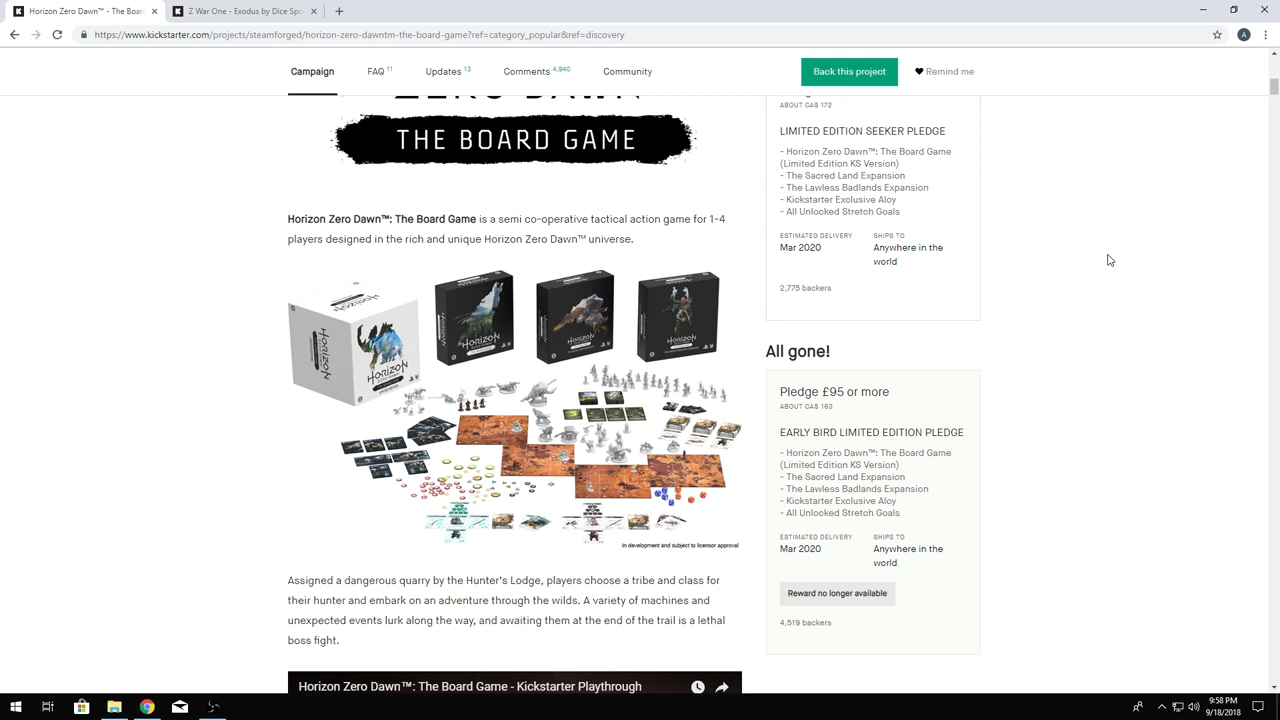 Horizon Zero Dawn™ - The Boar
Z War One - Exodus by Dice Spo
https://www.kickstarter.com/projects/steamforged/horizon-zero-dawntm-the-board-game?ref=category_popular&ref=discovery
A
Campaign
FAQ 11
Updates 13
Comments 4,940
Community
Back this project
Remind me
ZERO DAWN
THE BOARD GAME
Horizon Zero Dawn™: The Board Game is a semi co-operative tactical action game for 1-4
players designed in the rich and unique Horizon Zero Dawn™ universe.
HORIZON
HORIZON
HORIZON
HORIZON
HORIZON
In development and subject to licensor approval
Assigned a dangerous quarry by the Hunter's Lodge, players choose a tribe and class for
their hunter and embark on an adventure through the wilds. A variety of machines and
unexpected events lurk along the way, and awaiting them at the end of the trail is a lethal
boss fight.
Horizon Zero Dawn™: The Board Game - Kickstarter Playthrough
ABOUT CA$ 172
LIMITED EDITION SEEKER PLEDGE
- Horizon Zero Dawn™: The Board Game
(Limited Edition KS Version)
- The Sacred Land Expansion
- The Lawless Badlands Expansion
- Kickstarter Exclusive Aloy
- All Unlocked Stretch Goals
ESTIMATED DELIVERY
Mar 2020
SHIPS TO
Anywhere in the
world
2,775 backers
All gone!
Pledge £95 or more
ABOUT CA$ 163
EARLY BIRD LIMITED EDITION PLEDGE
- Horizon Zero Dawn™: The Board Game
(Limited Edition KS Version)
- The Sacred Land Expansion
- The Lawless Badlands Expansion
- Kickstarter Exclusive Aloy
- All Unlocked Stretch Goals
ESTIMATED DELIVERY
Mar 2020
SHIPS TO
Anywhere in the
world
Reward no longer available
4,519 backers
9:58 PM
9/18/2018